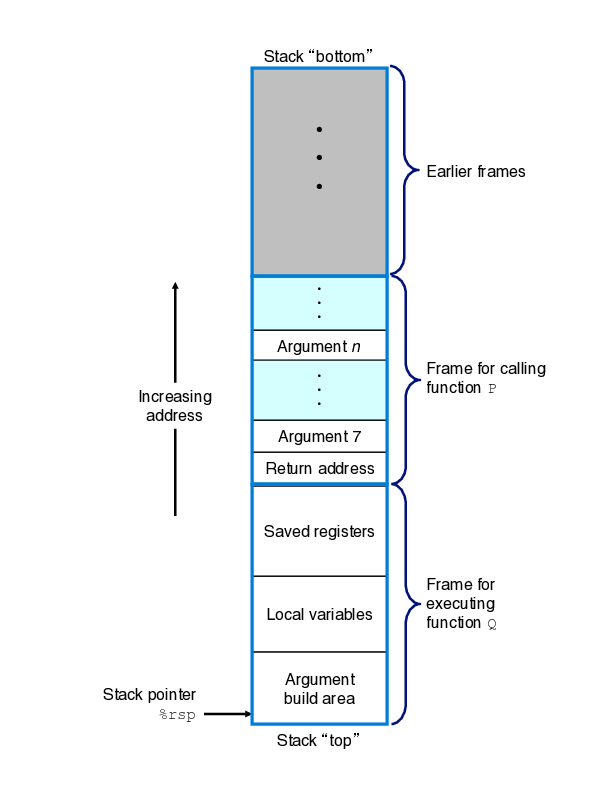 Stack “bottom”
Earlier frames
Argument n
Frame for calling
function P
Increasing
address
Argument 7
Return address
Saved registers
Frame for
executing
function Q
Local variables
Argument
build area
Stack pointer
%rsp
Stack “top”